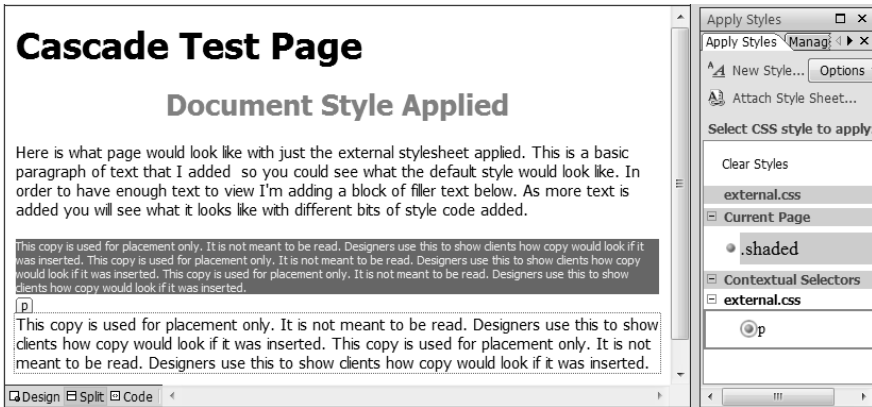 Cascade Test Page
Document Style Applied
Here is what page would look like with just the external stylesheet applied. This is a basic
paragraph of text that I added so you could see what the default style would look like. In
order to have enough text to view I'm adding a block of filler text below. As more text is
added you will see what it looks like with different bits of style code added.
This copy is used for placement only. It is not meant to be read. Designers use this to show clients how copy would look if it
was inserted. This copy is used for placement only. It is not meant to be read. Designers use this to show clients how copy
would look if it was inserted. This copy is used for placement only. It is not meant to be read. Designers use this to show
clients how copy would look if it was inserted.
p
This copy is used for placement only. It is not meant to be read. Designers use this to show
clients how copy would look if it was inserted. This copy is used for placement only. It is not
meant to be read. Designers use this to show clients how copy would look if it was inserted.
Design Split Code
Apply Styles
Apply Styles Manag
New Style... Options
Attach Style Sheet...
Select CSS style to apply
Clear Styles
external.css
Current Page
.shaded
Contextual Selectors
external.css
p